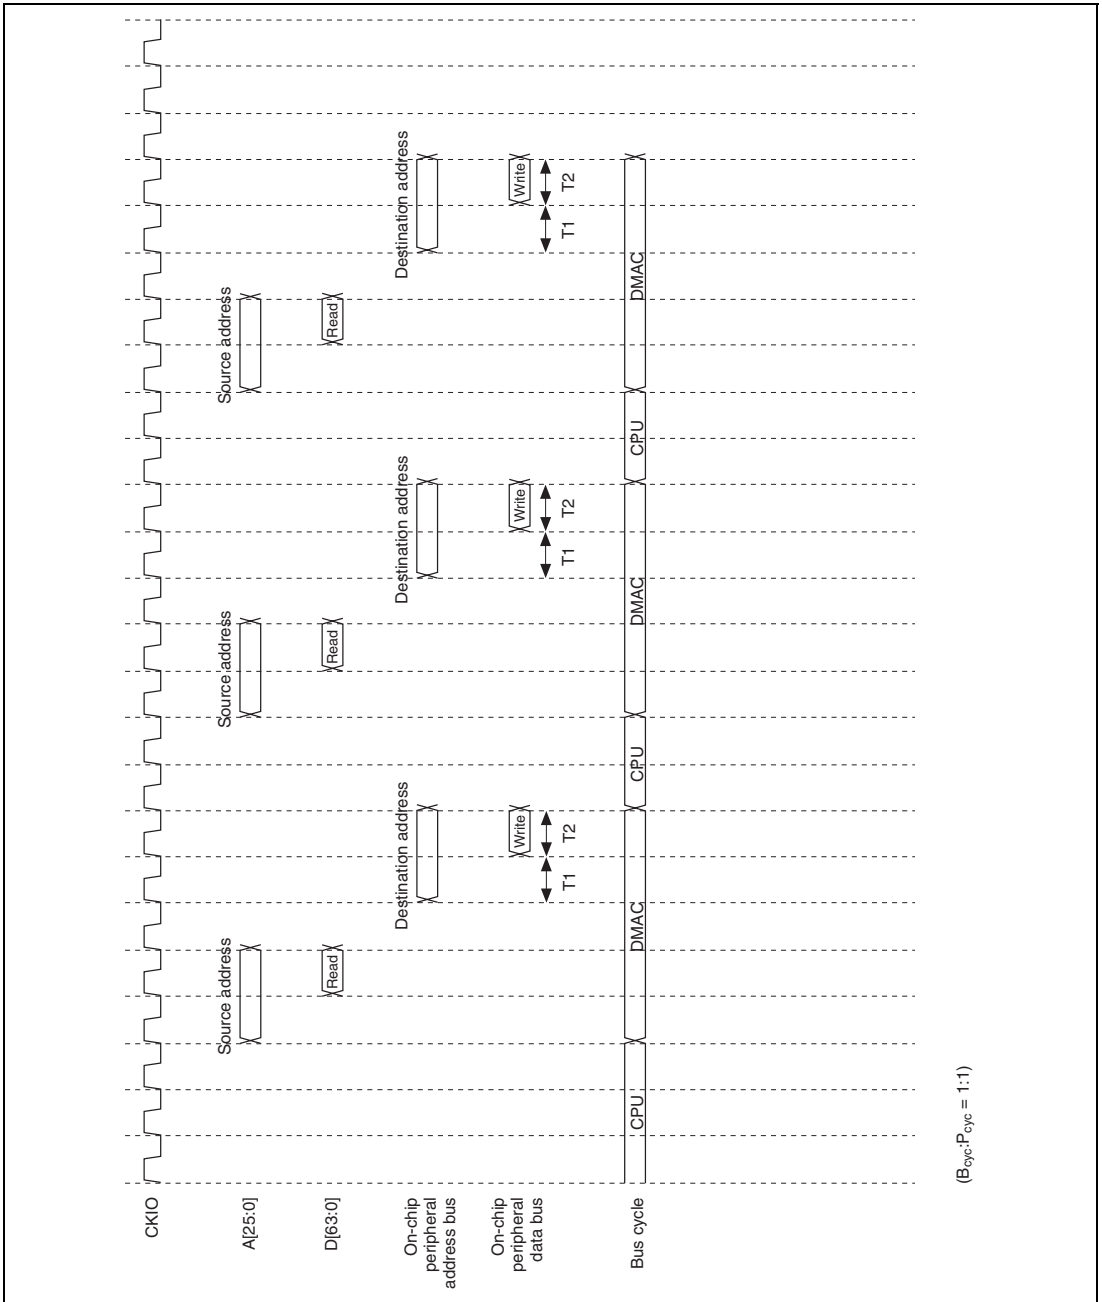 CKIO
A[25:0]
Source address
Source address
Source address
D[63:0]
Read
Read
Read
On-chip
peripheral
address bus
Destination address
Destination address
Destination address
On-chip
peripheral
data bus
Write
Write
Write
T1
T2
T1
T2
T1
T2
Bus cycle
CPU
DMAC
CPU
DMAC
CPU
DMAC
(Bcyc:Pcyc = 1:1)